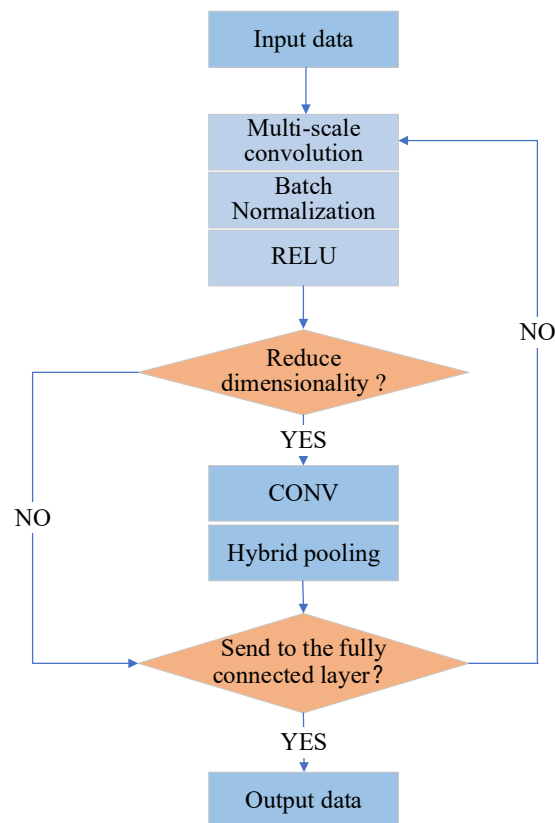 Input data
Multi-scale
convolution
Batch
Normalization
RELU
NO
Reduce
dimensionality ?
YES
CONV
NO
Hybrid pooling
Send to the fully
connected layer?
YES
Output data